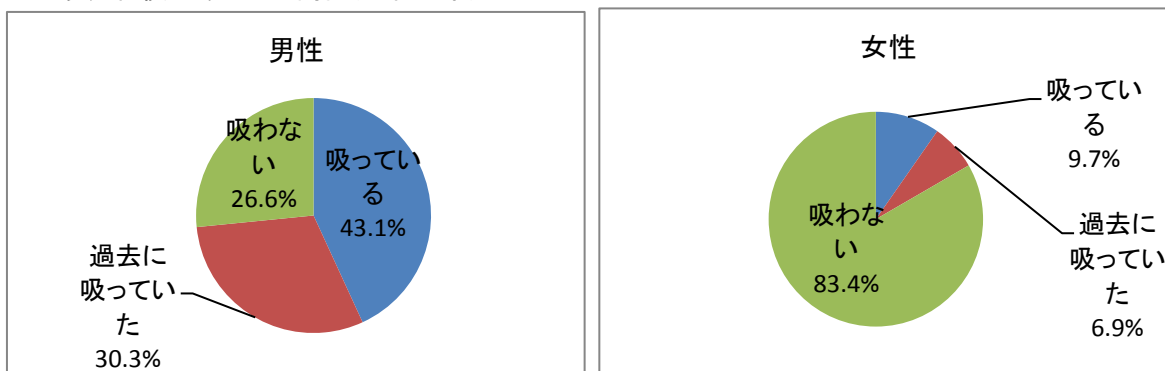 男性
吸わな
い
26.6%
吸ってい
る
43.1%
過去に
吸ってい
た
30.3%
女性
吸ってい
る
9.7%
過去に
吸ってい
た
6.9%
吸わな
い
83.4%